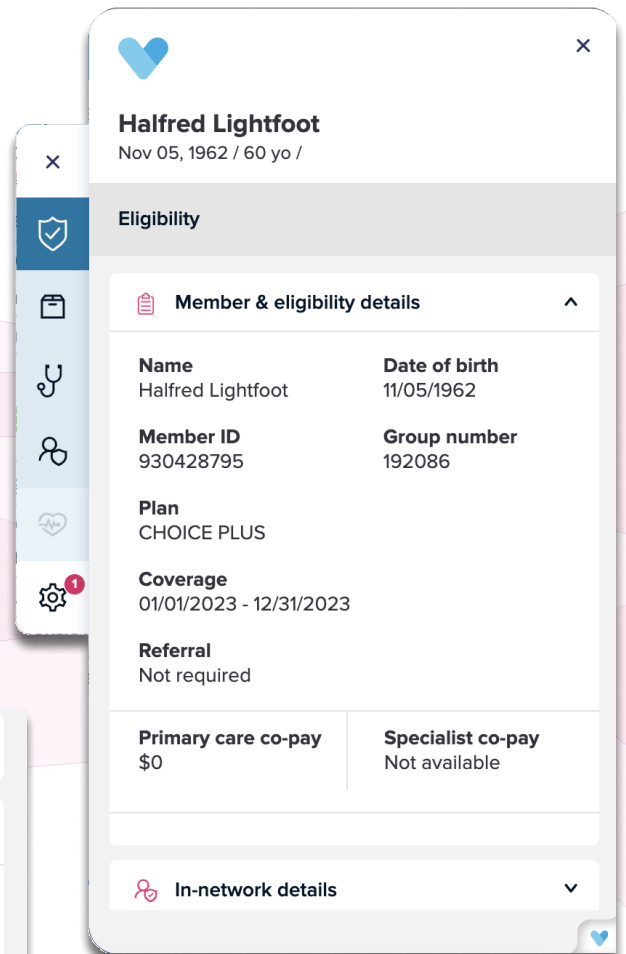 Halfred Lightfoot
Nov 05, 1962 / 60 yo /
Eligibility
Member & eligibility details
Name
Halfred Lightfoot
Date of birth
11/05/1962
Member ID
930428795
Group number
192086
Plan
CHOICE PLUS
Coverage
01/01/2023 - 12/31/2023
Referral
Not required
Primary care co-pay
$0
Specialist co-pay
Not available
In-network details
1